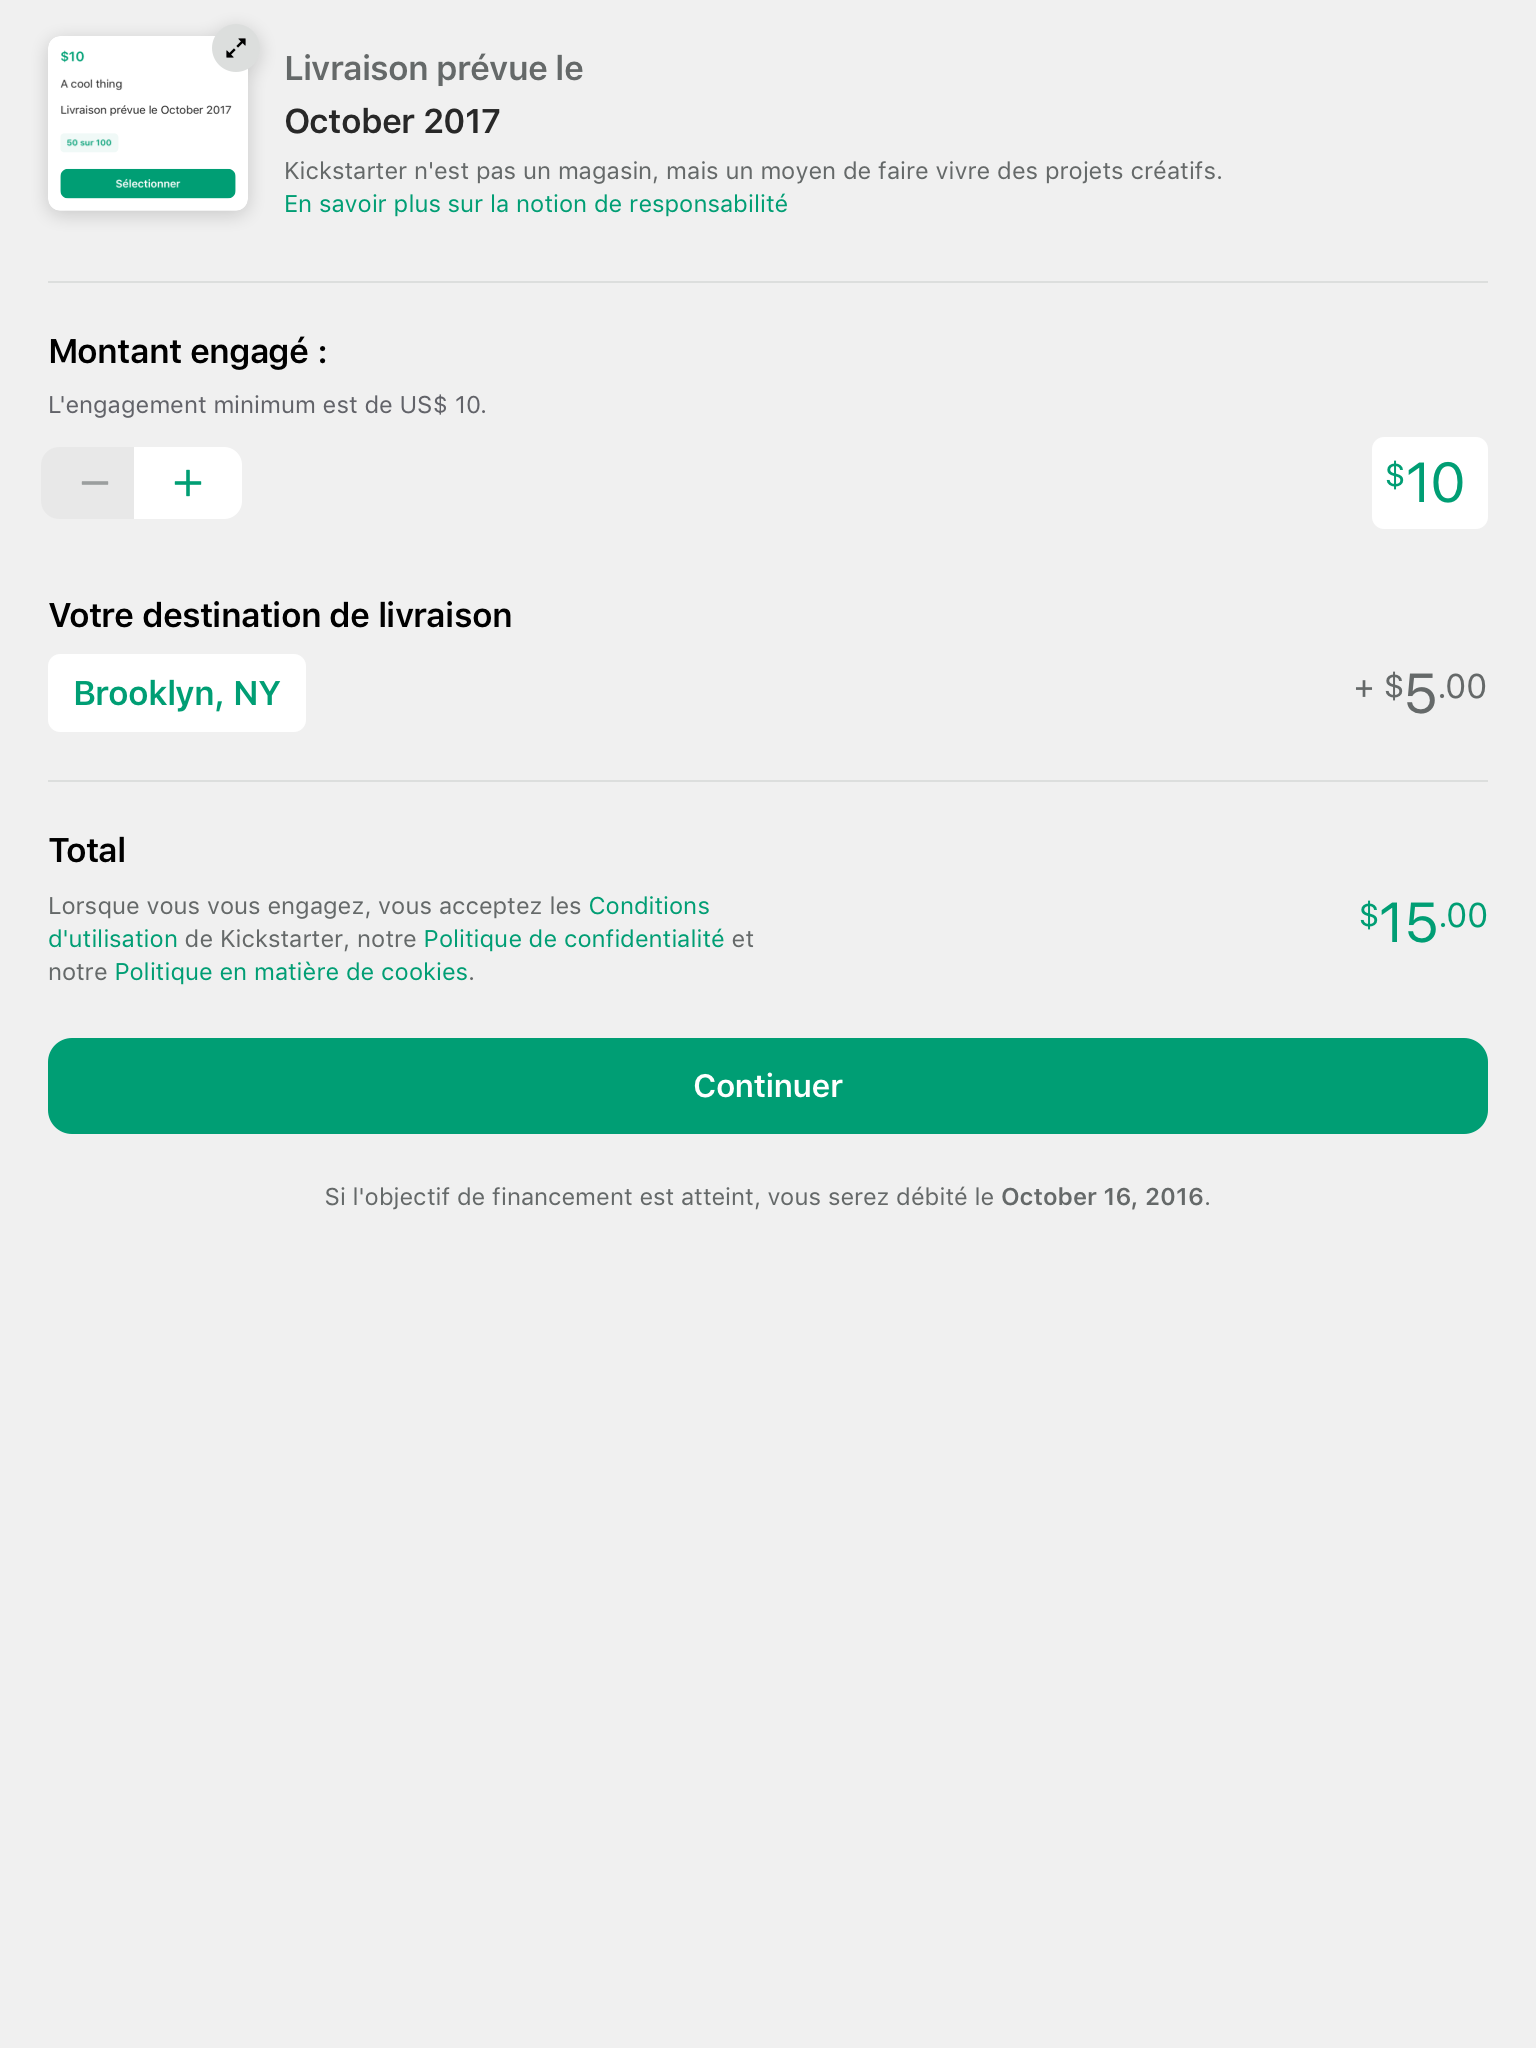 $10
A cool thing
Livraison prévue le October 2017
50 sur 100
Sélectionner
Livraison prévue le
October 2017
Kickstarter n'est pas un magasin, mais un moyen de faire vivre des projets créatifs.
En savoir plus sur la notion de responsabilité
Montant engagé :
L'engagement minimum est de US$ 10.
− +
$10
Votre destination de livraison
Brooklyn, NY
+ $5.00
Total
Lorsque vous vous engagez, vous acceptez les Conditions
d'utilisation de Kickstarter, notre Politique de confidentialité et
notre Politique en matière de cookies.
$15.00
Continuer
Si l'objectif de financement est atteint, vous serez débité le October 16, 2016.